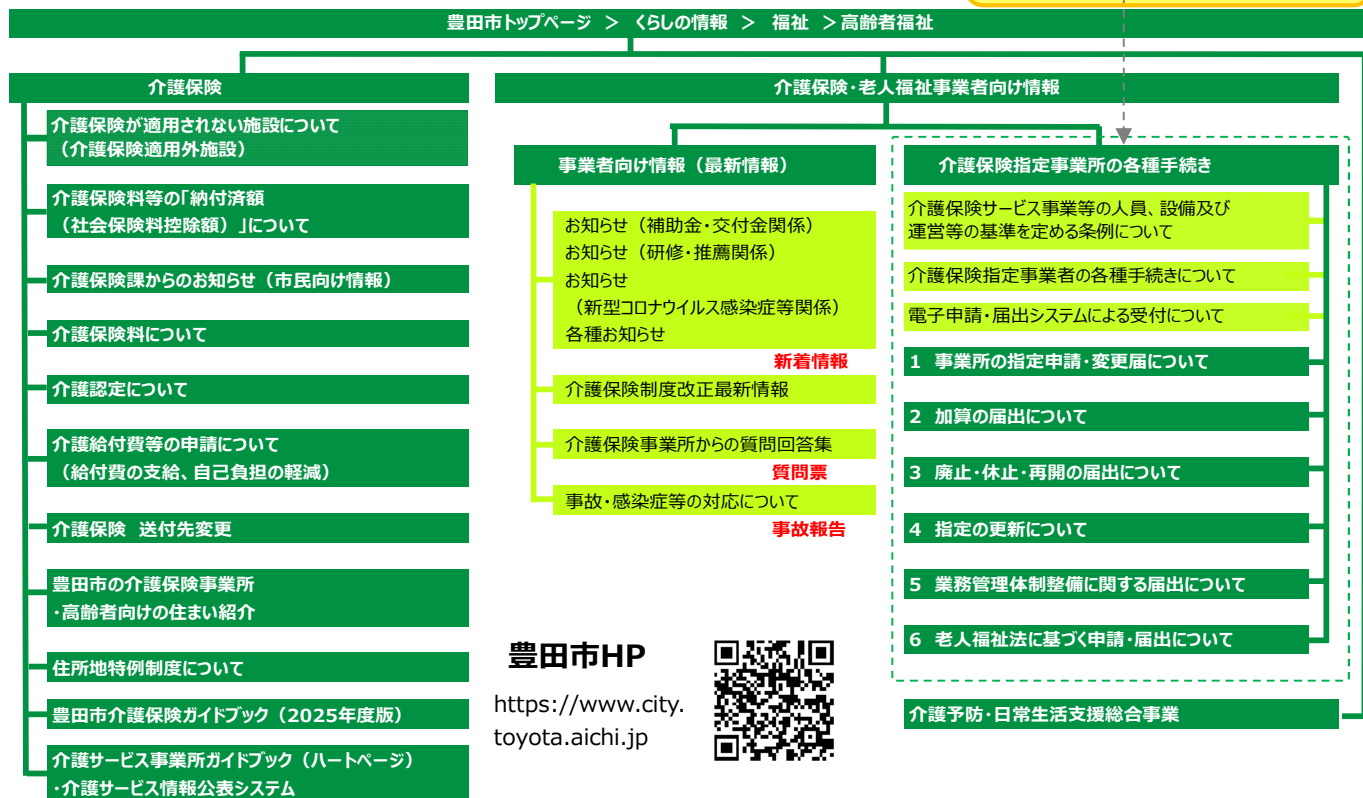 豊田市トップページ ＞ くらしの情報 ＞ 福祉 ＞高齢者福祉
介護保険
介護保険が適用されない施設について
（介護保険適用外施設）
介護保険料等の「納付済額
（社会保険料控除額）」について
介護保険課からのお知らせ（市民向け情報）
介護保険料について
介護認定について
介護給付費等の申請について
（給付費の支給、自己負担の軽減）
介護保険 送付先変更
豊田市の介護保険事業所
・高齢者向けの住まい紹介
住所地特例制度について
豊田市介護保険ガイドブック（2025年度版）
介護サービス事業所ガイドブック（ハートページ）
・介護サービス情報公表システム
介護保険・老人福祉事業者向け情報
事業者向け情報（最新情報）
お知らせ（補助金・交付金関係）
お知らせ（研修・推薦関係）
お知らせ
（新型コロナウイルス感染症等関係）
各種お知らせ
新着情報
介護保険制度改正最新情報
介護保険事業所からの質問回答集
質問票
事故・感染症等の対応について
事故報告
豊田市HP
https://www.city.
toyota.aichi.jp
介護保険指定事業所の各種手続き
介護保険サービス事業等の人員、設備及び
運営等の基準を定める条例について
介護保険指定事業者の各種手続きについて
電子申請・届出システムによる受付について
1 事業所の指定申請・変更届について
2 加算の届出について
3 廃止・休止・再開の届出について
4 指定の更新について
5 業務管理体制整備に関する届出について
6 老人福祉法に基づく申請・届出について
介護予防・日常生活支援総合事業